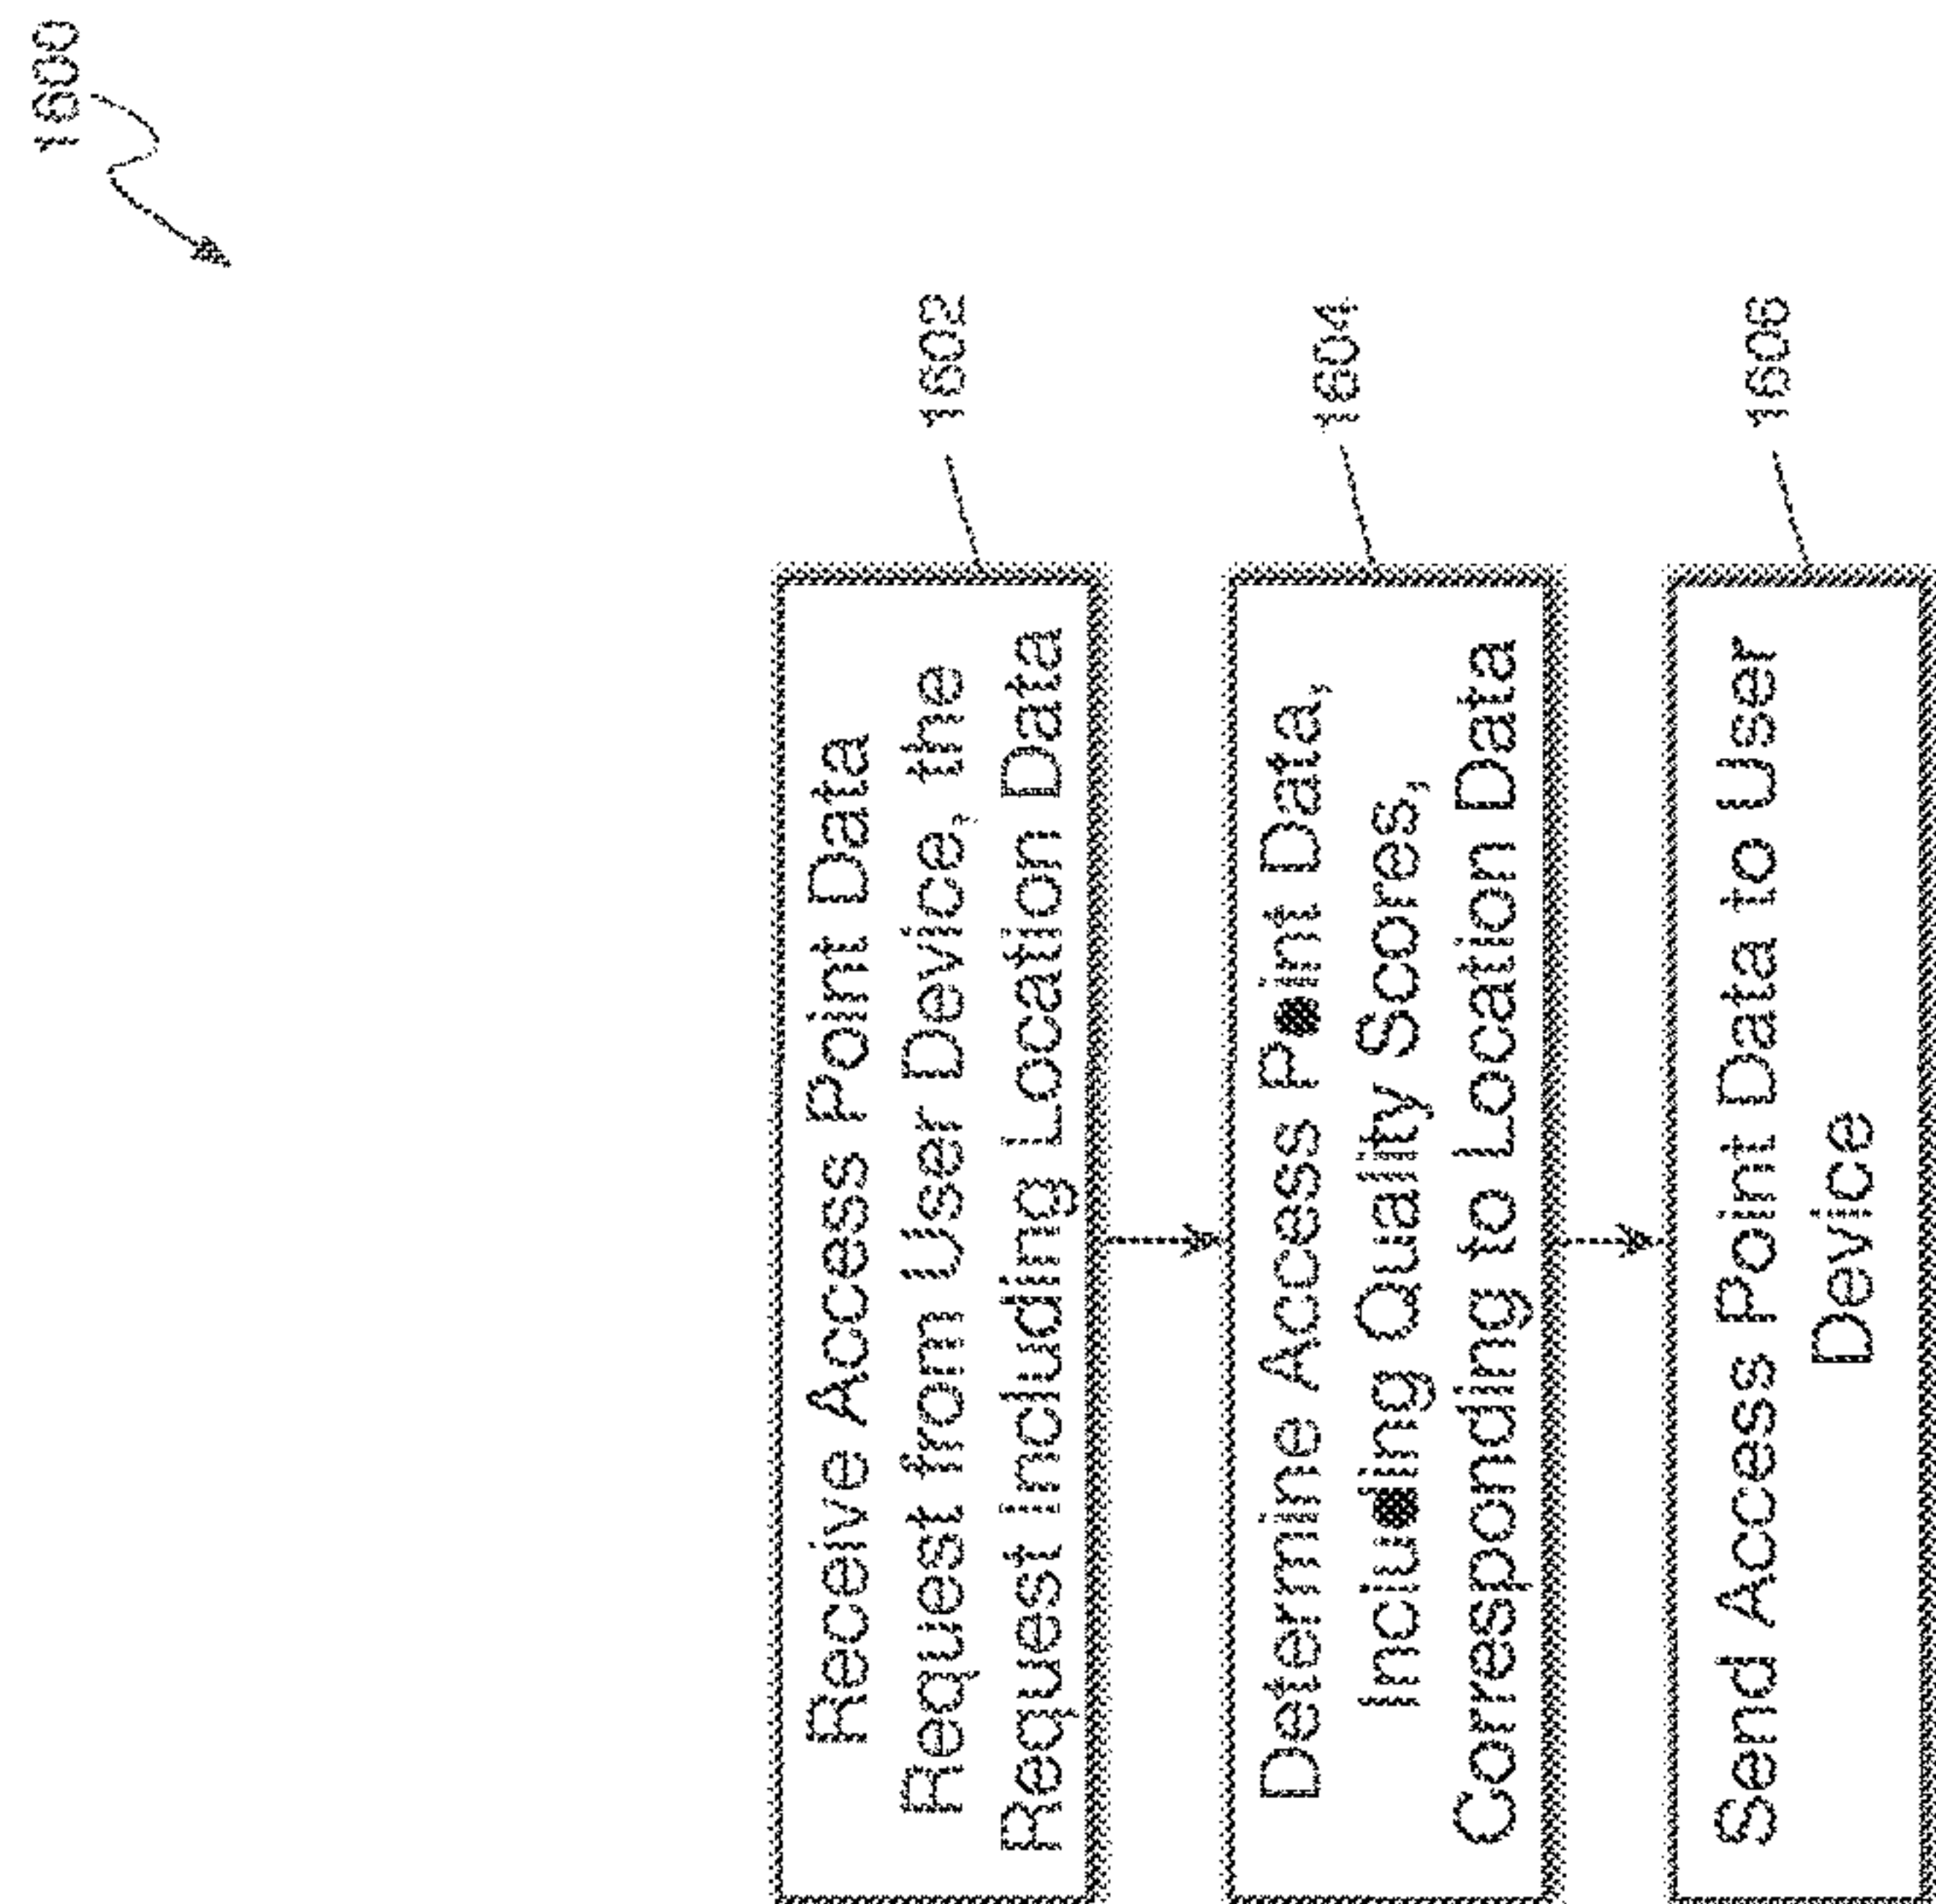 1600
1602
Receive Access Point Data
Request from User Device, the
Request Including Location Data
1604
Determine Access Point Data,
Including Quality Scores,
Corresponding to Location Data
1606
Send Access Point Data to User
Device